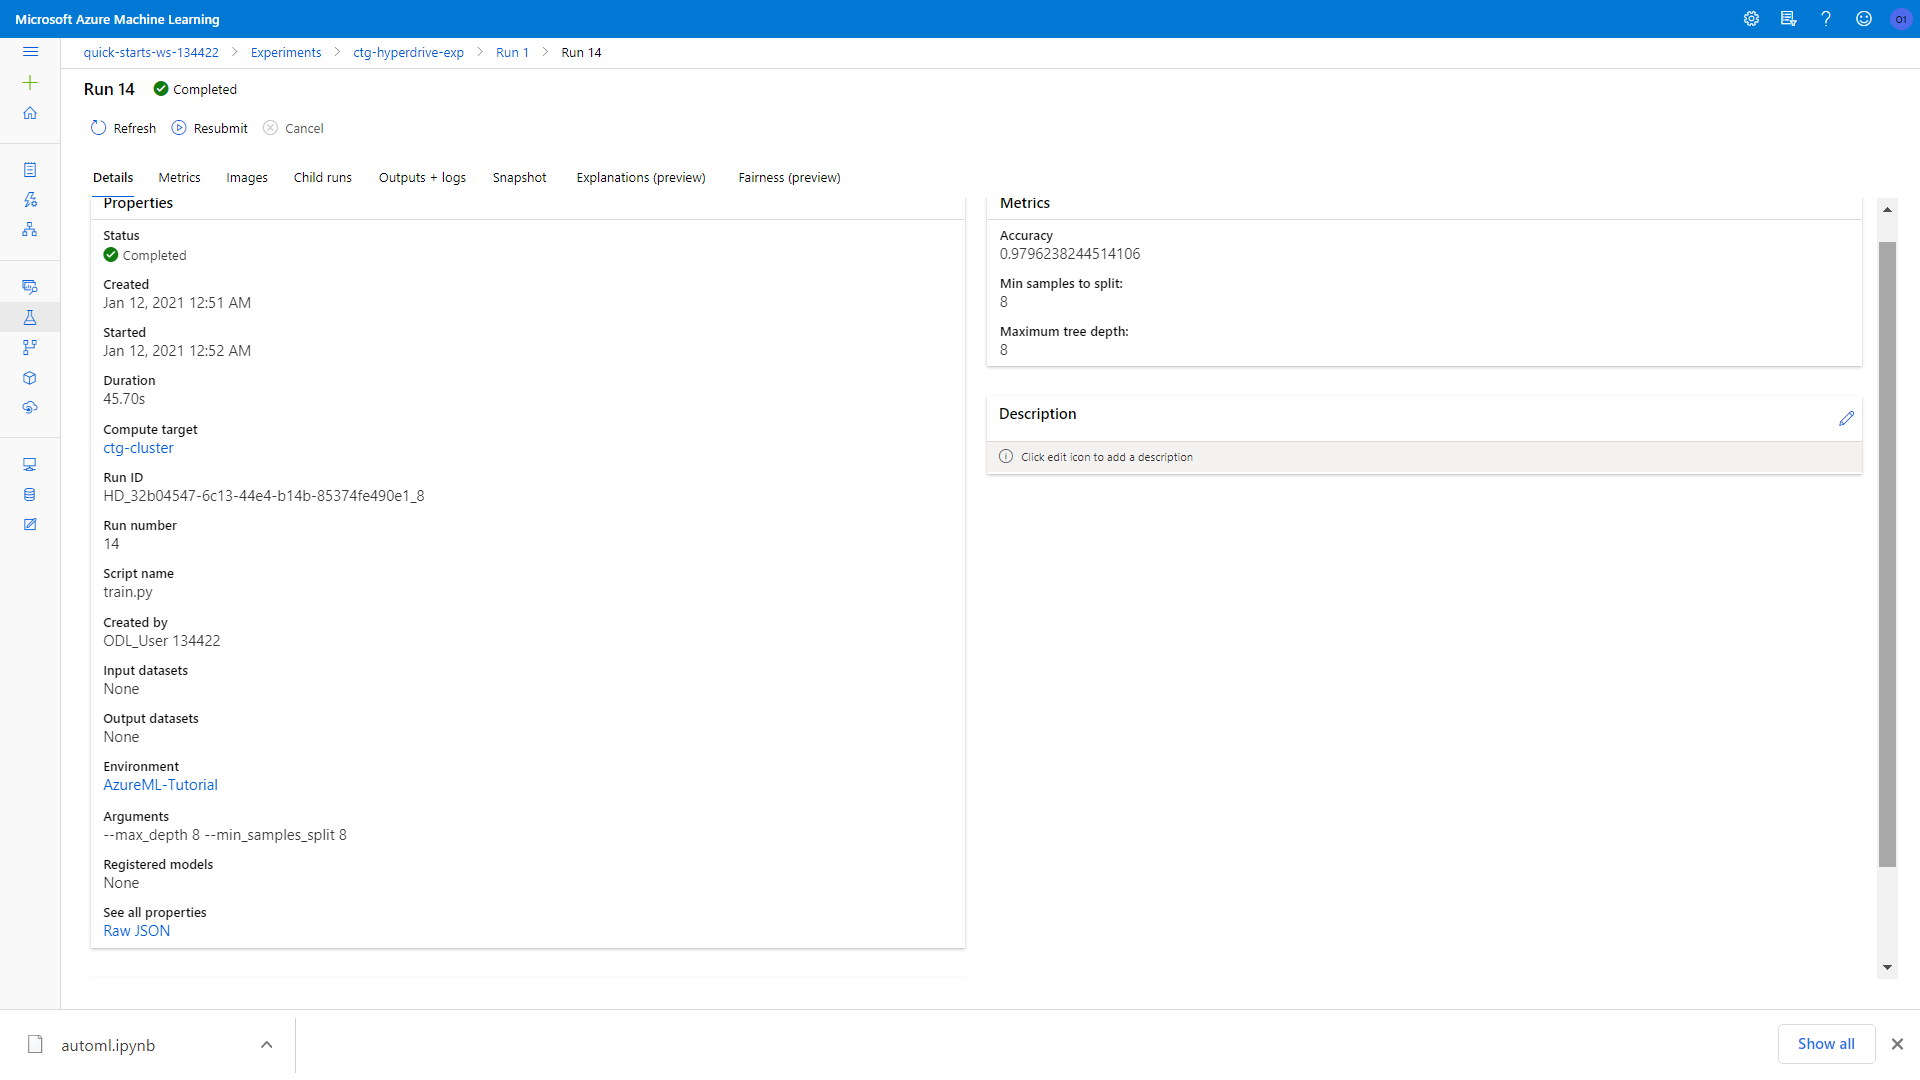 Microsoft Azure Machine Learning
O1
quick-starts-ws-134422 > Experiments > ctg-hyperdrive-exp > Run 1 > Run 14
Run 14 Completed
Refresh Resubmit Cancel
Details Metrics Images Child runs Outputs + logs Snapshot Explanations (preview) Fairness (preview)
Properties
Status
Completed
Created
Jan 12, 2021 12:51 AM
Started
Jan 12, 2021 12:52 AM
Duration
45.70s
Compute target
ctg-cluster
Run ID
HD_32b04547-6c13-44e4-b14b-85374fe490e1_8
Run number
14
Script name
train.py
Created by
ODL_User 134422
Input datasets
None
Output datasets
None
Environment
AzureML-Tutorial
Arguments
--max_depth 8 --min_samples_split 8
Registered models
None
See all properties
Raw JSON
Metrics
Accuracy
0.9796238244514106
Min samples to split:
8
Maximum tree depth:
8
Description
Click edit icon to add a description
automl.ipynb
Show all